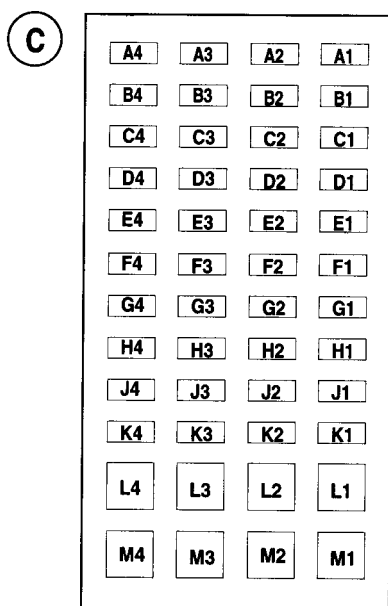 C
A4 A3 A2 A1
B4 B3 B2 B1
C4 C3 C2 C1
D4 D3 D2 D1
E4 E3 E2 E1
F4 F3 F2 F1
G4 G3 G2 G1
H4 H3 H2 H1
J4 J3 J2 J1
K4 K3 K2 K1
L4 L3 L2 L1
M4 M3 M2 M1